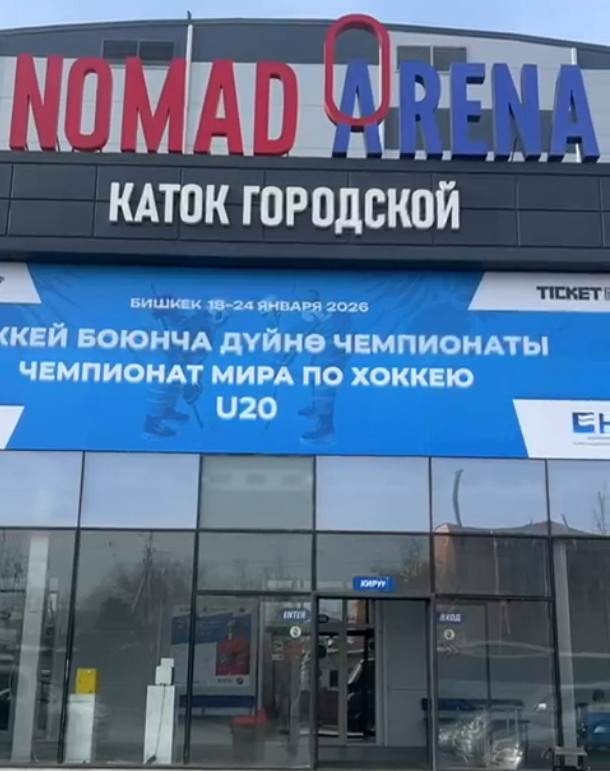 NOMAD ARENA
КАТОК ГОРОДСКОЙ
TICKET
БИШКЕК 18-24 ЯНВАРЯ 2026
ККЕЙ БОЮНЧА ДҮЙНӨ ЧЕМПИОНАТЫ
ЧЕМПИОНАТ МИРА ПО ХОККЕЮ
U20
КИРҮҮ
ENTER
ВХОД